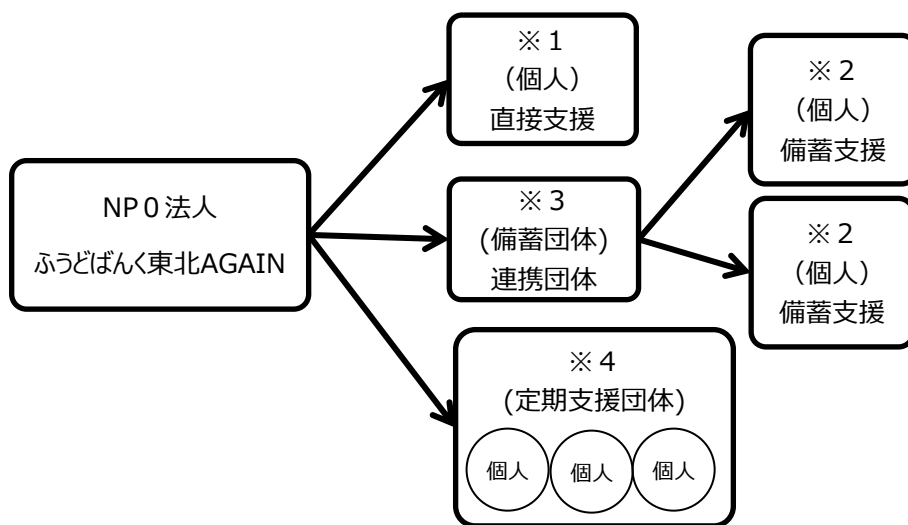 NP0法人
ふうどばんく東北AGAIN
※1
(個人)
直接支援
※3
(備蓄団体)
連携団体
※2
(個人)
備蓄支援
※2
(個人)
備蓄支援
※4
(定期支援団体)
個人
個人
個人